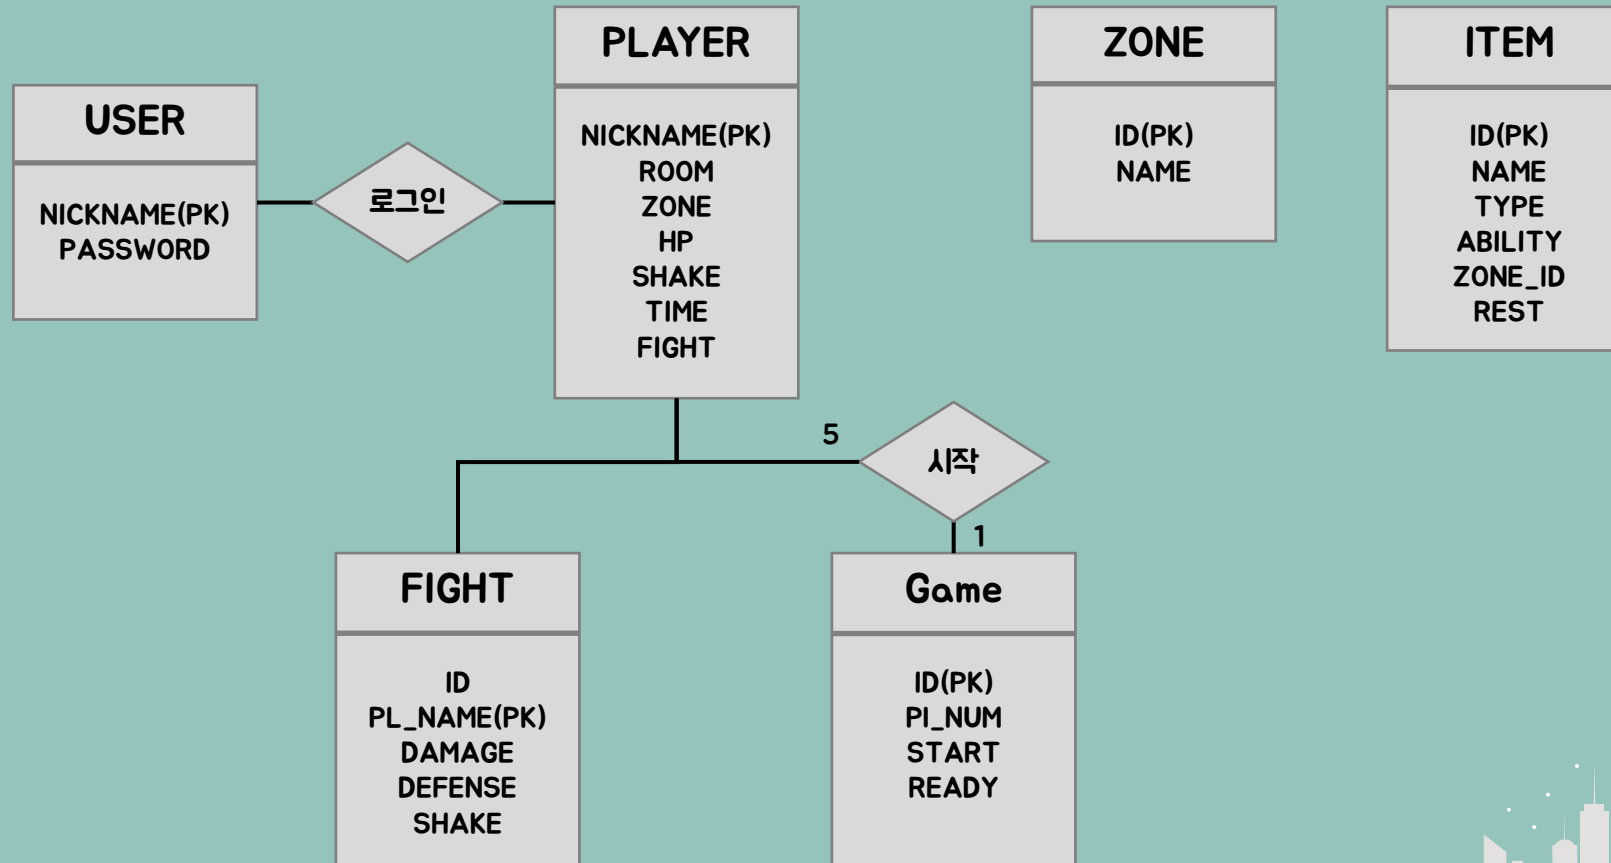 USER
NICKNAME(PK)
PASSWORD
로그인
PLAYER
NICKNAME(PK)
ROOM
ZONE
HP
SHAKE
TIME
FIGHT
ZONE
ID(PK)
NAME
ITEM
ID(PK)
NAME
TYPE
ABILITY
ZONE_ID
REST
5
시작
1
FIGHT
ID
PL_NAME(PK)
DAMAGE
DEFENSE
SHAKE
Game
ID(PK)
PI_NUM
START
READY